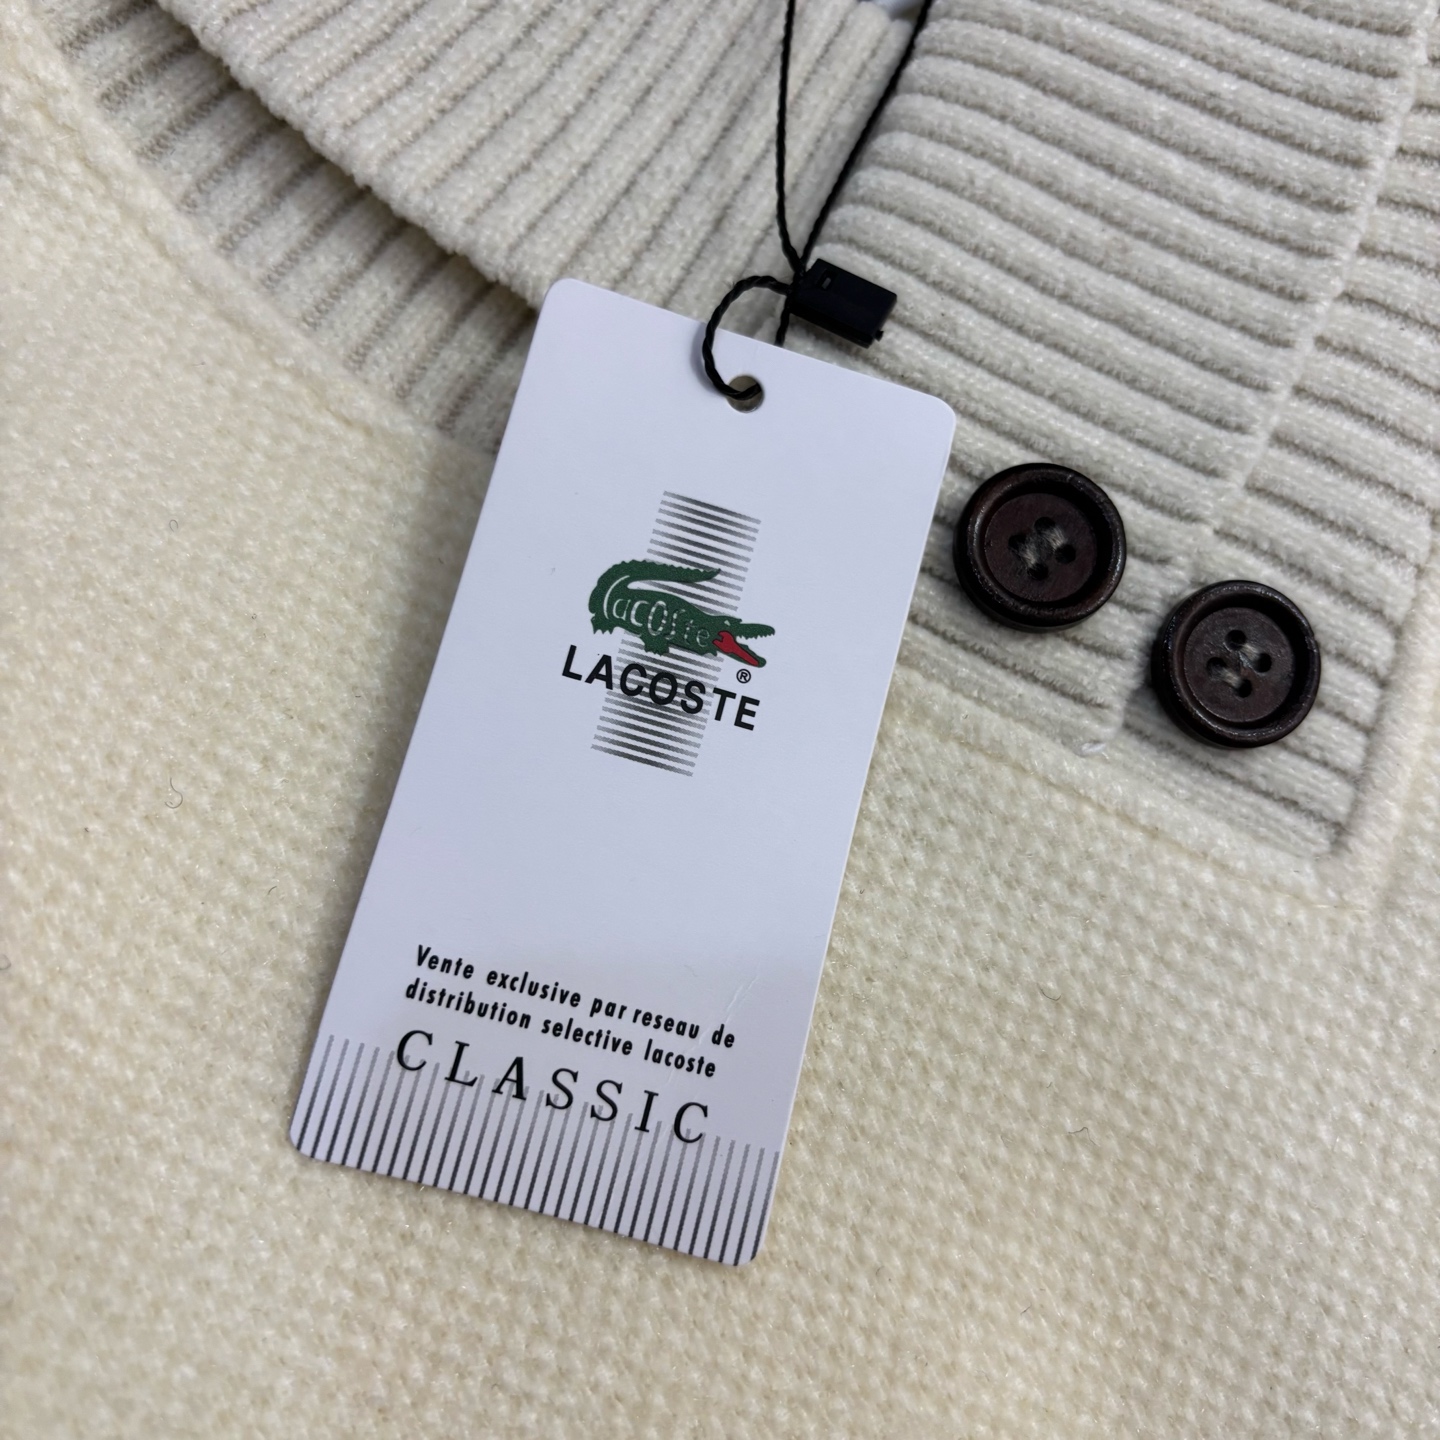 lacoste
®
LACOSTE
Vente exclusive par reseau de
distribution selective lacoste
CLASSIC